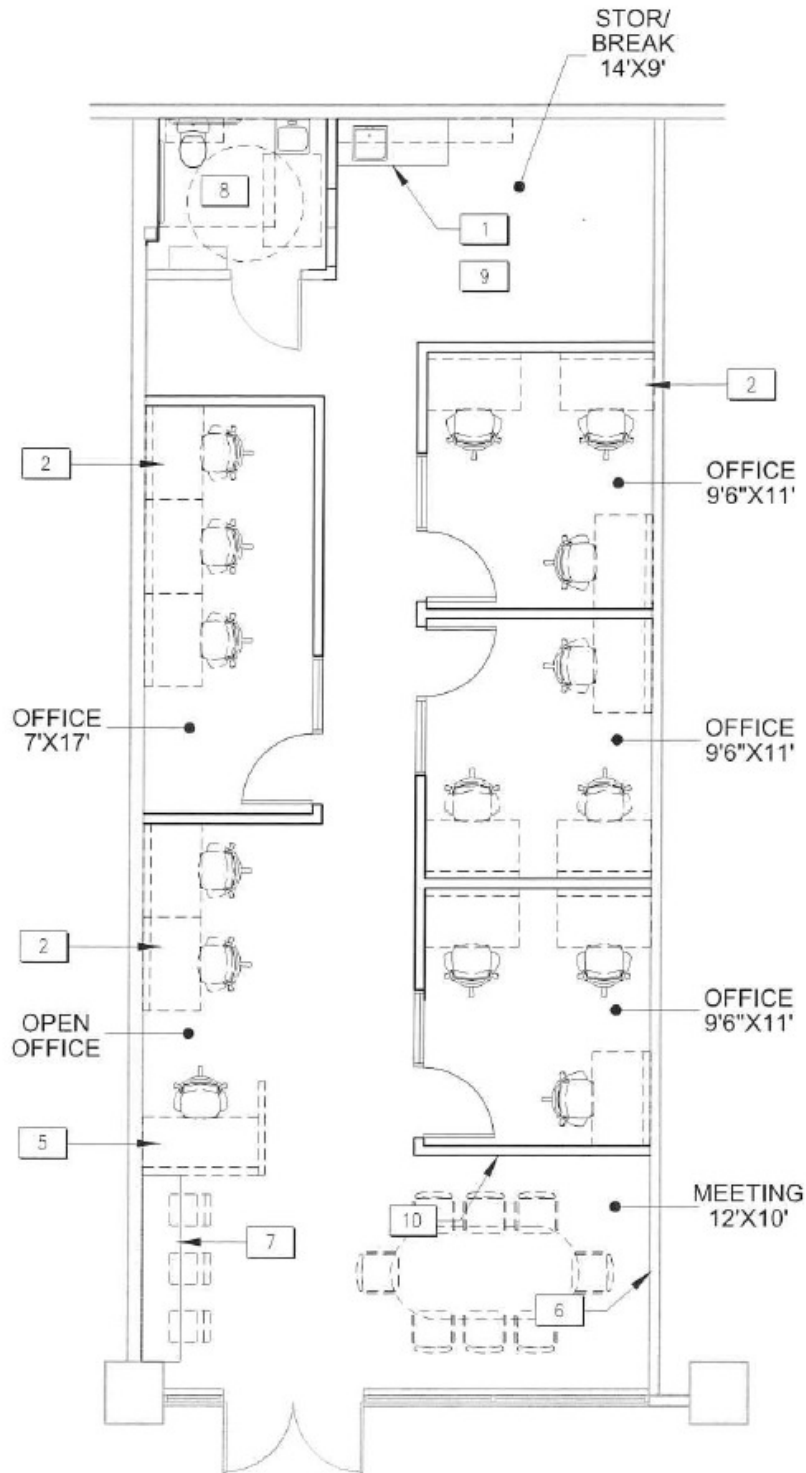 STOR/
BREAK
14'X9'
8
1
9
2
2
OFFICE
9'6"X11'
OFFICE
7'X17'
OFFICE
9'6"X11'
2
OPEN
OFFICE
OFFICE
9'6"X11'
5
MEETING
12'X10'
10
7
6